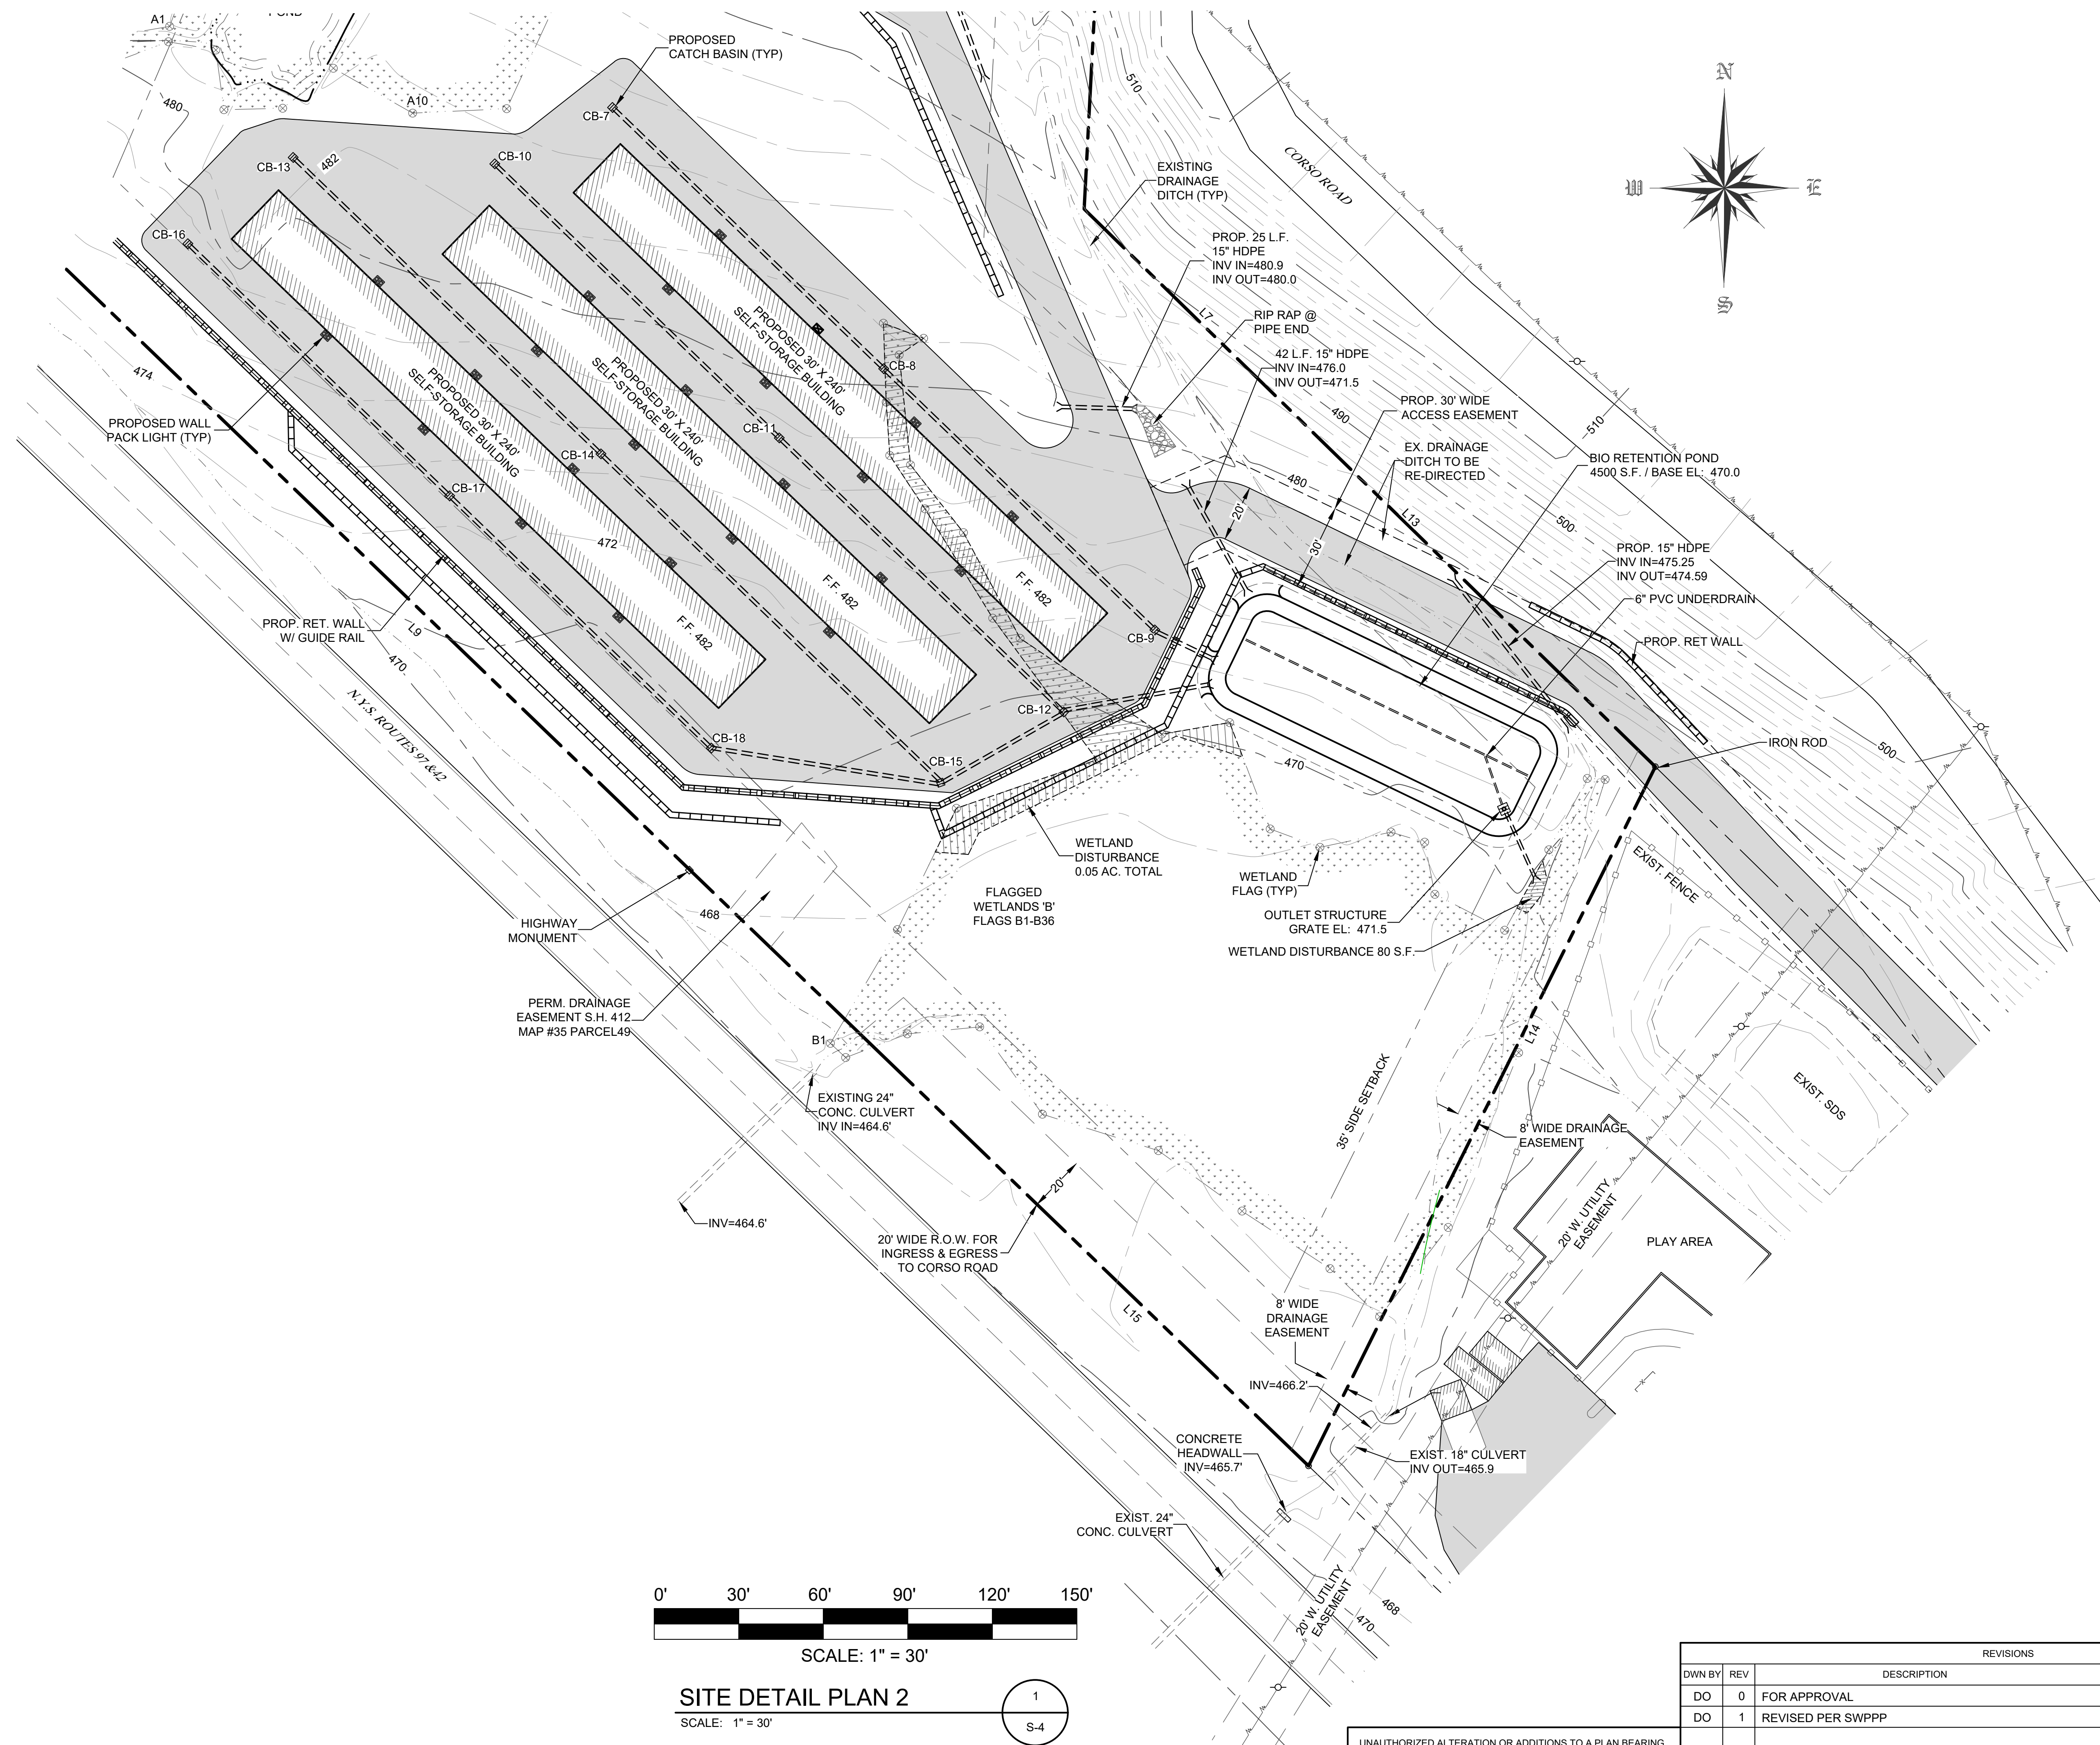 A1
PROPOSED
CATCH BASIN (TYP)
480
A10
CB-7
510
N
W
E
S
CORSO ROAD
CB-13
482
CB-10
EXISTING
DRAINAGE
DITCH (TYP)
CB-16
PROP. 25 L.F.
15" HDPE
INV IN=480.9
INV OUT=480.0
L7
RIP RAP @
PIPE END
42 L.F. 15" HDPE
INV IN=476.0
INV OUT=471.5
PROPOSED 30' X 240'
SELF-STORAGE BUILDING
PROPOSED 30' X 240'
SELF-STORAGE BUILDING
PROPOSED 30' X 240'
SELF-STORAGE BUILDING
CB-8
474
PROPOSED WALL
PACK LIGHT (TYP)
490
PROP. 30' WIDE
ACCESS EASEMENT
510
CB-11
CB-14
CB-17
EX. DRAINAGE
DITCH TO BE
RE-DIRECTED
BIO RETENTION POND
4500 S.F. / BASE EL: 470.0
480
20'
L13
500
472
30'
PROP. 15" HDPE
INV IN=475.25
INV OUT=474.59
6" PVC UNDERDRAIN
F.F. 482
F.F. 482
F.F. 482
PROP. RET. WALL
W/ GUIDE RAIL
L9
470
CB-9
PROP. RET WALL
N.Y.S. ROUTES 97 &42
CB-12
CB-18
CB-15
IRON ROD
500
470
WETLAND
DISTURBANCE
0.05 AC. TOTAL
WETLAND
FLAG (TYP)
EXIST. FENCE
FLAGGED
WETLANDS 'B'
FLAGS B1-B36
468
HIGHWAY
MONUMENT
OUTLET STRUCTURE
GRATE EL: 471.5
WETLAND DISTURBANCE 80 S.F.
PERM. DRAINAGE
EASEMENT S.H. 412
MAP #35 PARCEL49
B1
L14
EXISTING 24"
CONC. CULVERT
INV IN=464.6'
35' SIDE SETBACK
EXIST. SDS
8' WIDE DRAINAGE
EASEMENT
20'
INV=464.6'
20' WIDE R.O.W. FOR
INGRESS & EGRESS
TO CORSO ROAD
20' W. UTILITY
EASEMENT
PLAY AREA
L15
8' WIDE
DRAINAGE
EASEMENT
INV=466.2'
CONCRETE
HEADWALL
INV=465.7'
EXIST. 18" CULVERT
INV OUT=465.9
EXIST. 24"
CONC. CULVERT
20' W. UTILITY
EASEMENT
468
470
0' 30' 60' 90' 120' 150'
SCALE: 1" = 30'
SITE DETAIL PLAN 2
SCALE: 1" = 30'
1
S-4
REVISIONS
DWN BY REV DESCRIPTION
DO 0 FOR APPROVAL
DO 1 REVISED PER SWPPP
UNAUTHORIZED ALTERATION OR ADDITIONS TO A PLAN BEARING